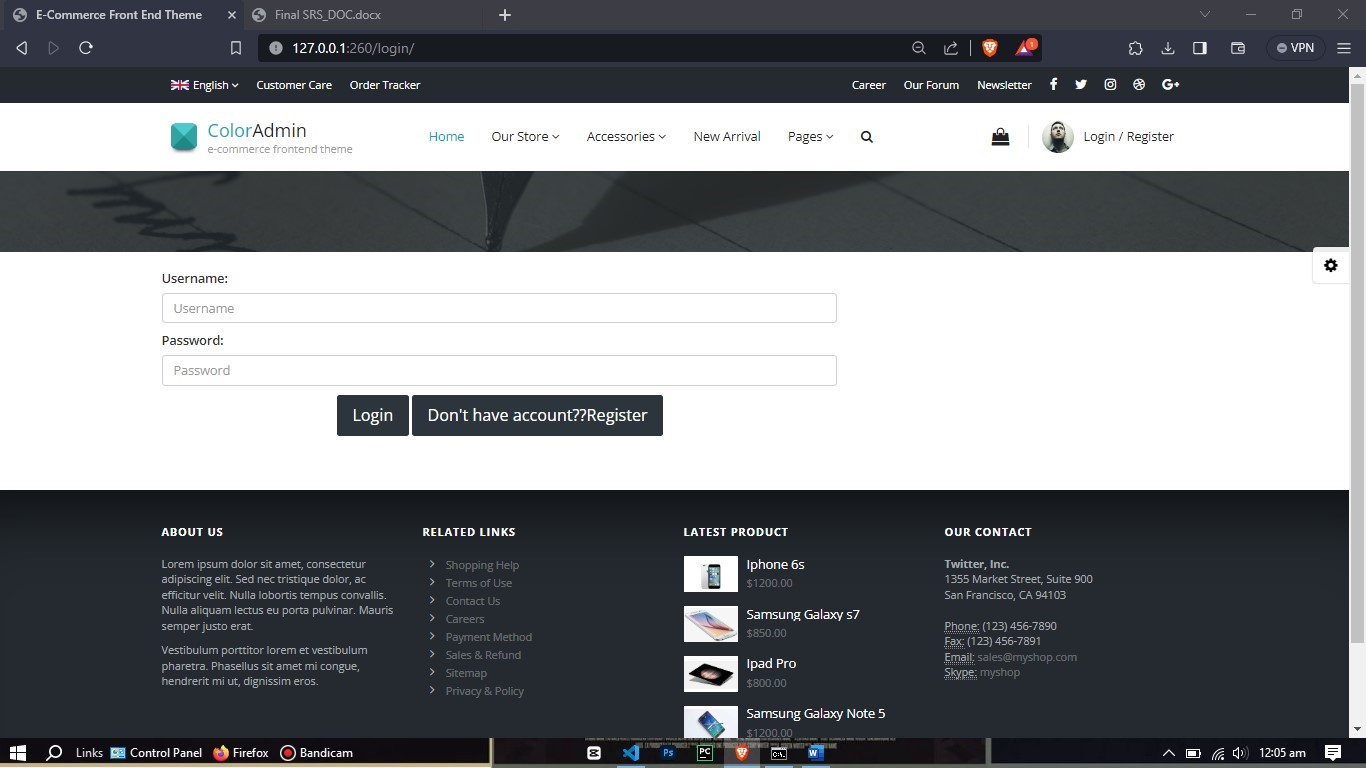 E-Commerce Front End Theme
Final SRS_DOC.docx
127.0.0.1:260/login/
1
VPN
English
Customer Care
Order Tracker
Career
Our Forum
Newsletter
ColorAdmin
e-commerce frontend theme
Home
Our Store
Accessories
New Arrival
Pages
Login / Register
Username:
Username
Password:
Password
Login
Don't have account??Register
ABOUT US
Lorem ipsum dolor sit amet, consectetur
adipiscing elit. Sed nec tristique dolor, ac
efficitur velit. Nulla lobortis tempus convallis.
Nulla aliquam lectus eu porta pulvinar. Mauris
semper justo erat.
Vestibulum porttitor lorem et vestibulum
pharetra. Phasellus sit amet mi congue,
hendrerit mi ut, dignissim eros.
RELATED LINKS
Shopping Help
Terms of Use
Contact Us
Careers
Payment Method
Sales & Refund
Sitemap
Privacy & Policy
LATEST PRODUCT
Iphone 6s
$1200.00
Samsung Galaxy s7
$850.00
Ipad Pro
$800.00
Samsung Galaxy Note 5
$1200.00
OUR CONTACT
Twitter, Inc.
1355 Market Street, Suite 900
San Francisco, CA 94103
Phone: (123) 456-7890
Fax: (123) 456-7891
Email: sales@myshop.com
Skype: myshop
Links
Control Panel
Firefox
Bandicam
Ps
PC
W
12:05 am